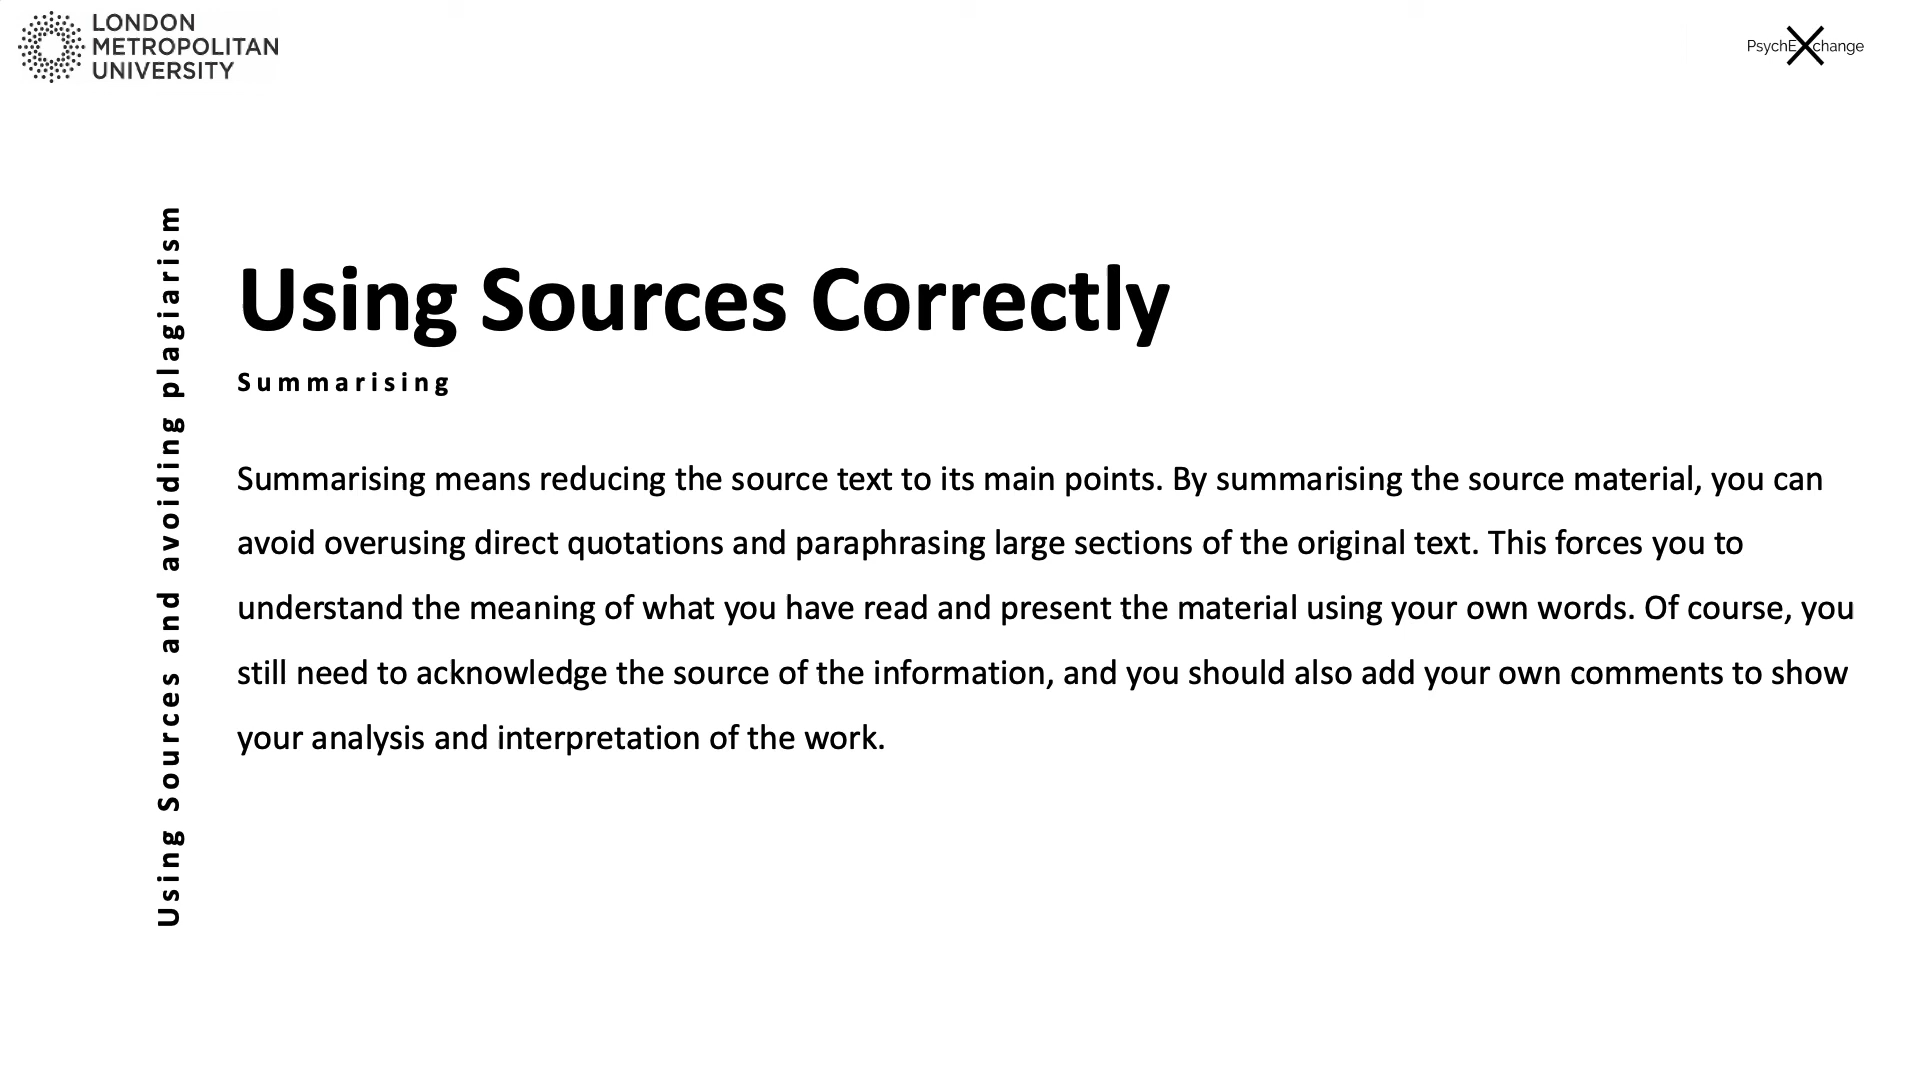 LONDON
METROPOLITAN
UNIVERSITY
PsychExchange
Using Sources and avoiding plagiarism
Using Sources Correctly
Summarising
Summarising means reducing the source text to its main points. By summarising the source material, you can
avoid overusing direct quotations and paraphrasing large sections of the original text. This forces you to
understand the meaning of what you have read and present the material using your own words. Of course, you
still need to acknowledge the source of the information, and you should also add your own comments to show
your analysis and interpretation of the work.